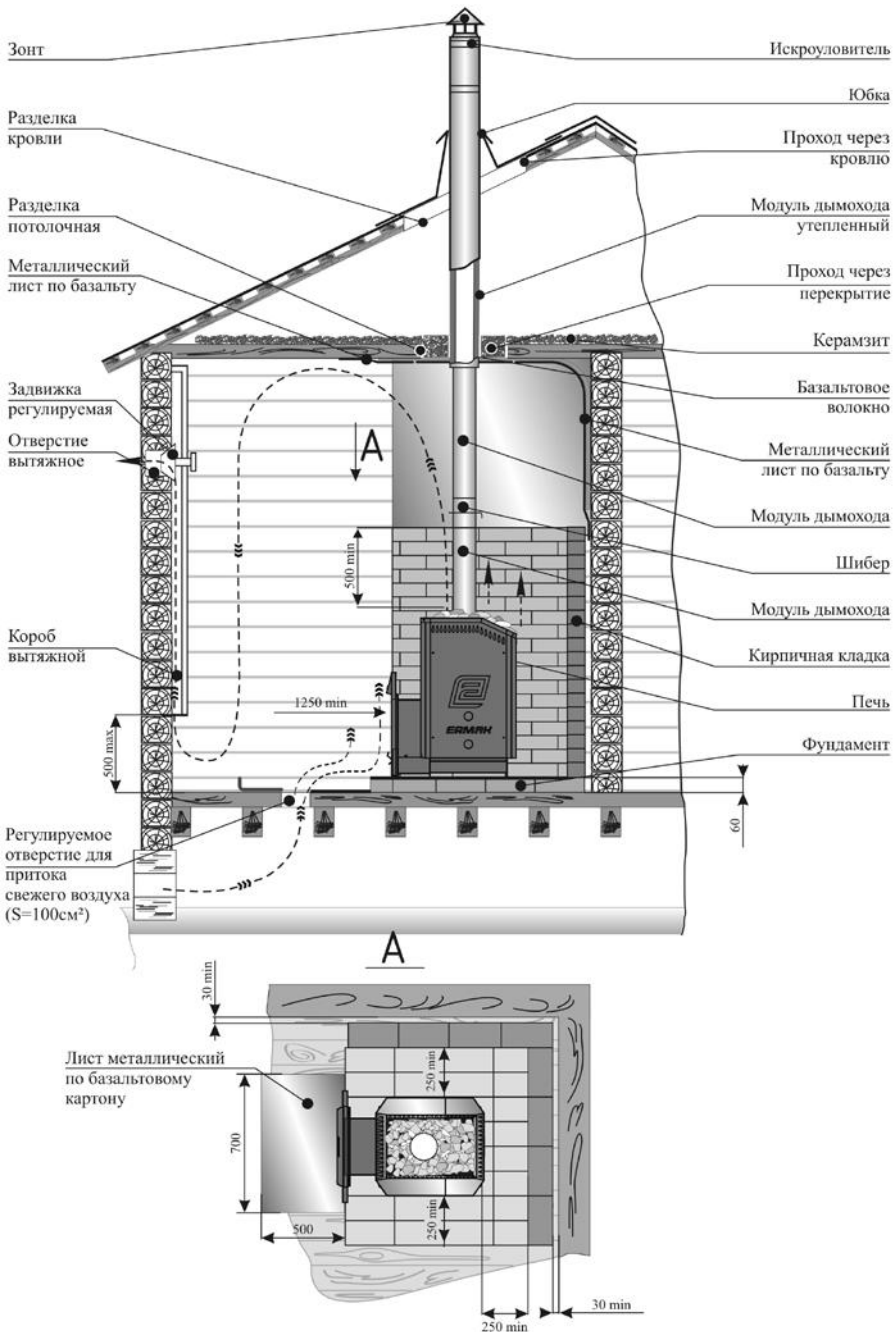 Зонт
Искроуловитель
Юбка
Разделка
кровли
Проход через
кровлю
Разделка
потолочная
Модуль дымохода
утепленный
Металлический
лист по базальту
Проход через
перекрытие
Керамзит
Задвижка
регулируемая
Базальтовое
волокно
Отверстие
вытяжное
А
Металлический
лист по базальту
Модуль дымохода
500 min
Шибер
Модуль дымохода
Короб
вытяжной
Кирпичная кладка
1250 min
Печь
ЕРМАК
500 max
Фундамент
60
Регулируемое
отверстие для
притока
свежего воздуха
(S=100см²)
А
30 min
Лист металлический
по базальтовому
картону
250 min
700
500
250 min
30 min
250 min